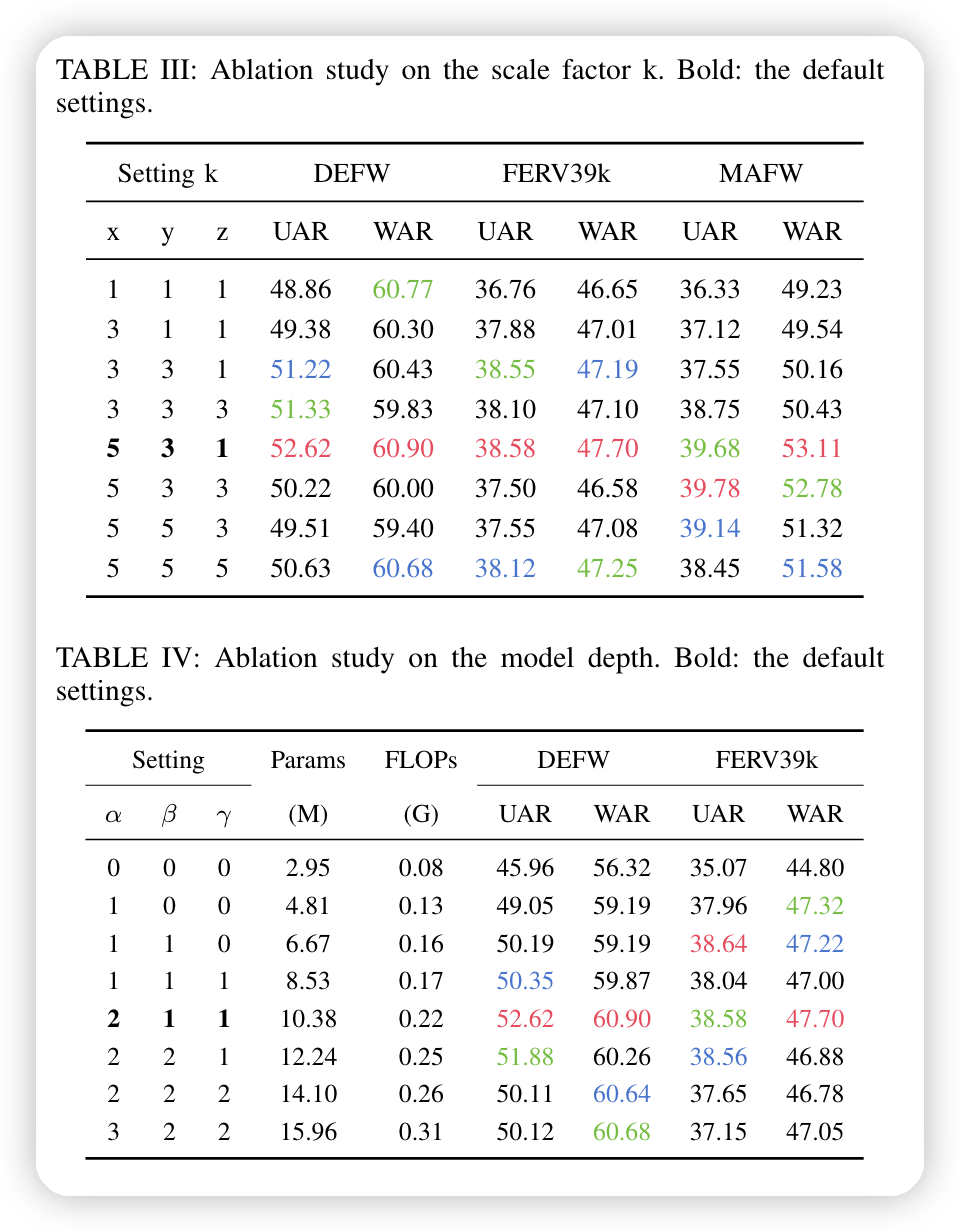 TABLE III: Ablation study on the scale factor k. Bold: the default
settings.
Setting k DEFW FERV39k MAFW
x y z UAR WAR UAR WAR UAR WAR
1 1 1 48.86 60.77 36.76 46.65 36.33 49.23
3 1 1 49.38 60.30 37.88 47.01 37.12 49.54
3 3 1 51.22 60.43 38.55 47.19 37.55 50.16
3 3 3 51.33 59.83 38.10 47.10 38.75 50.43
5 3 1 52.62 60.90 38.58 47.70 39.68 53.11
5 3 3 50.22 60.00 37.50 46.58 39.78 52.78
5 5 3 49.51 59.40 37.55 47.08 39.14 51.32
5 5 5 50.63 60.68 38.12 47.25 38.45 51.58
TABLE IV: Ablation study on the model depth. Bold: the default
settings.
Setting Params FLOPs DEFW FERV39k
α β γ (M) (G) UAR WAR UAR WAR
0 0 0 2.95 0.08 45.96 56.32 35.07 44.80
1 0 0 4.81 0.13 49.05 59.19 37.96 47.32
1 1 0 6.67 0.16 50.19 59.19 38.64 47.22
1 1 1 8.53 0.17 50.35 59.87 38.04 47.00
2 1 1 10.38 0.22 52.62 60.90 38.58 47.70
2 2 1 12.24 0.25 51.88 60.26 38.56 46.88
2 2 2 14.10 0.26 50.11 60.64 37.65 46.78
3 2 2 15.96 0.31 50.12 60.68 37.15 47.05